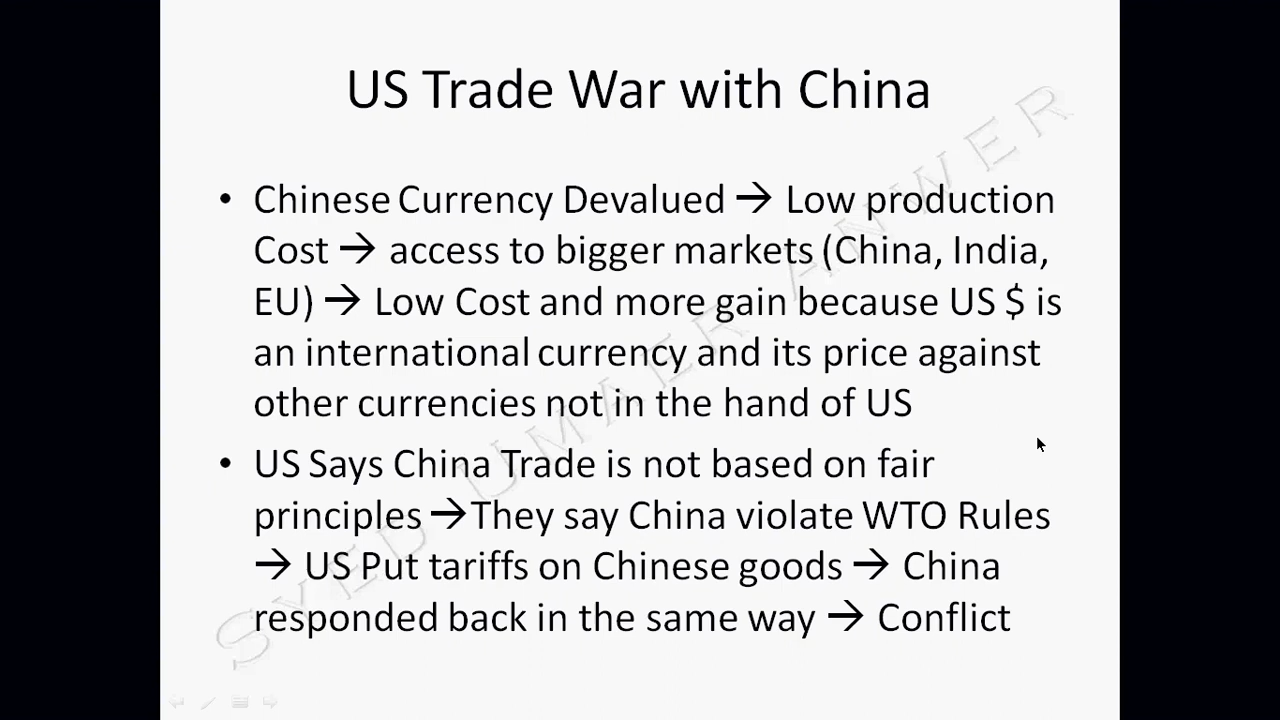 US Trade War with China
• Chinese Currency Devalued → Low production
Cost → access to bigger markets (China, India,
EU) → Low Cost and more gain because US $ is
an international currency and its price against
other currencies not in the hand of US
• US Says China Trade is not based on fair
principles →They say China violate WTO Rules
→ US Put tariffs on Chinese goods → China
responded back in the same way → Conflict
SYED UMAER ANWER